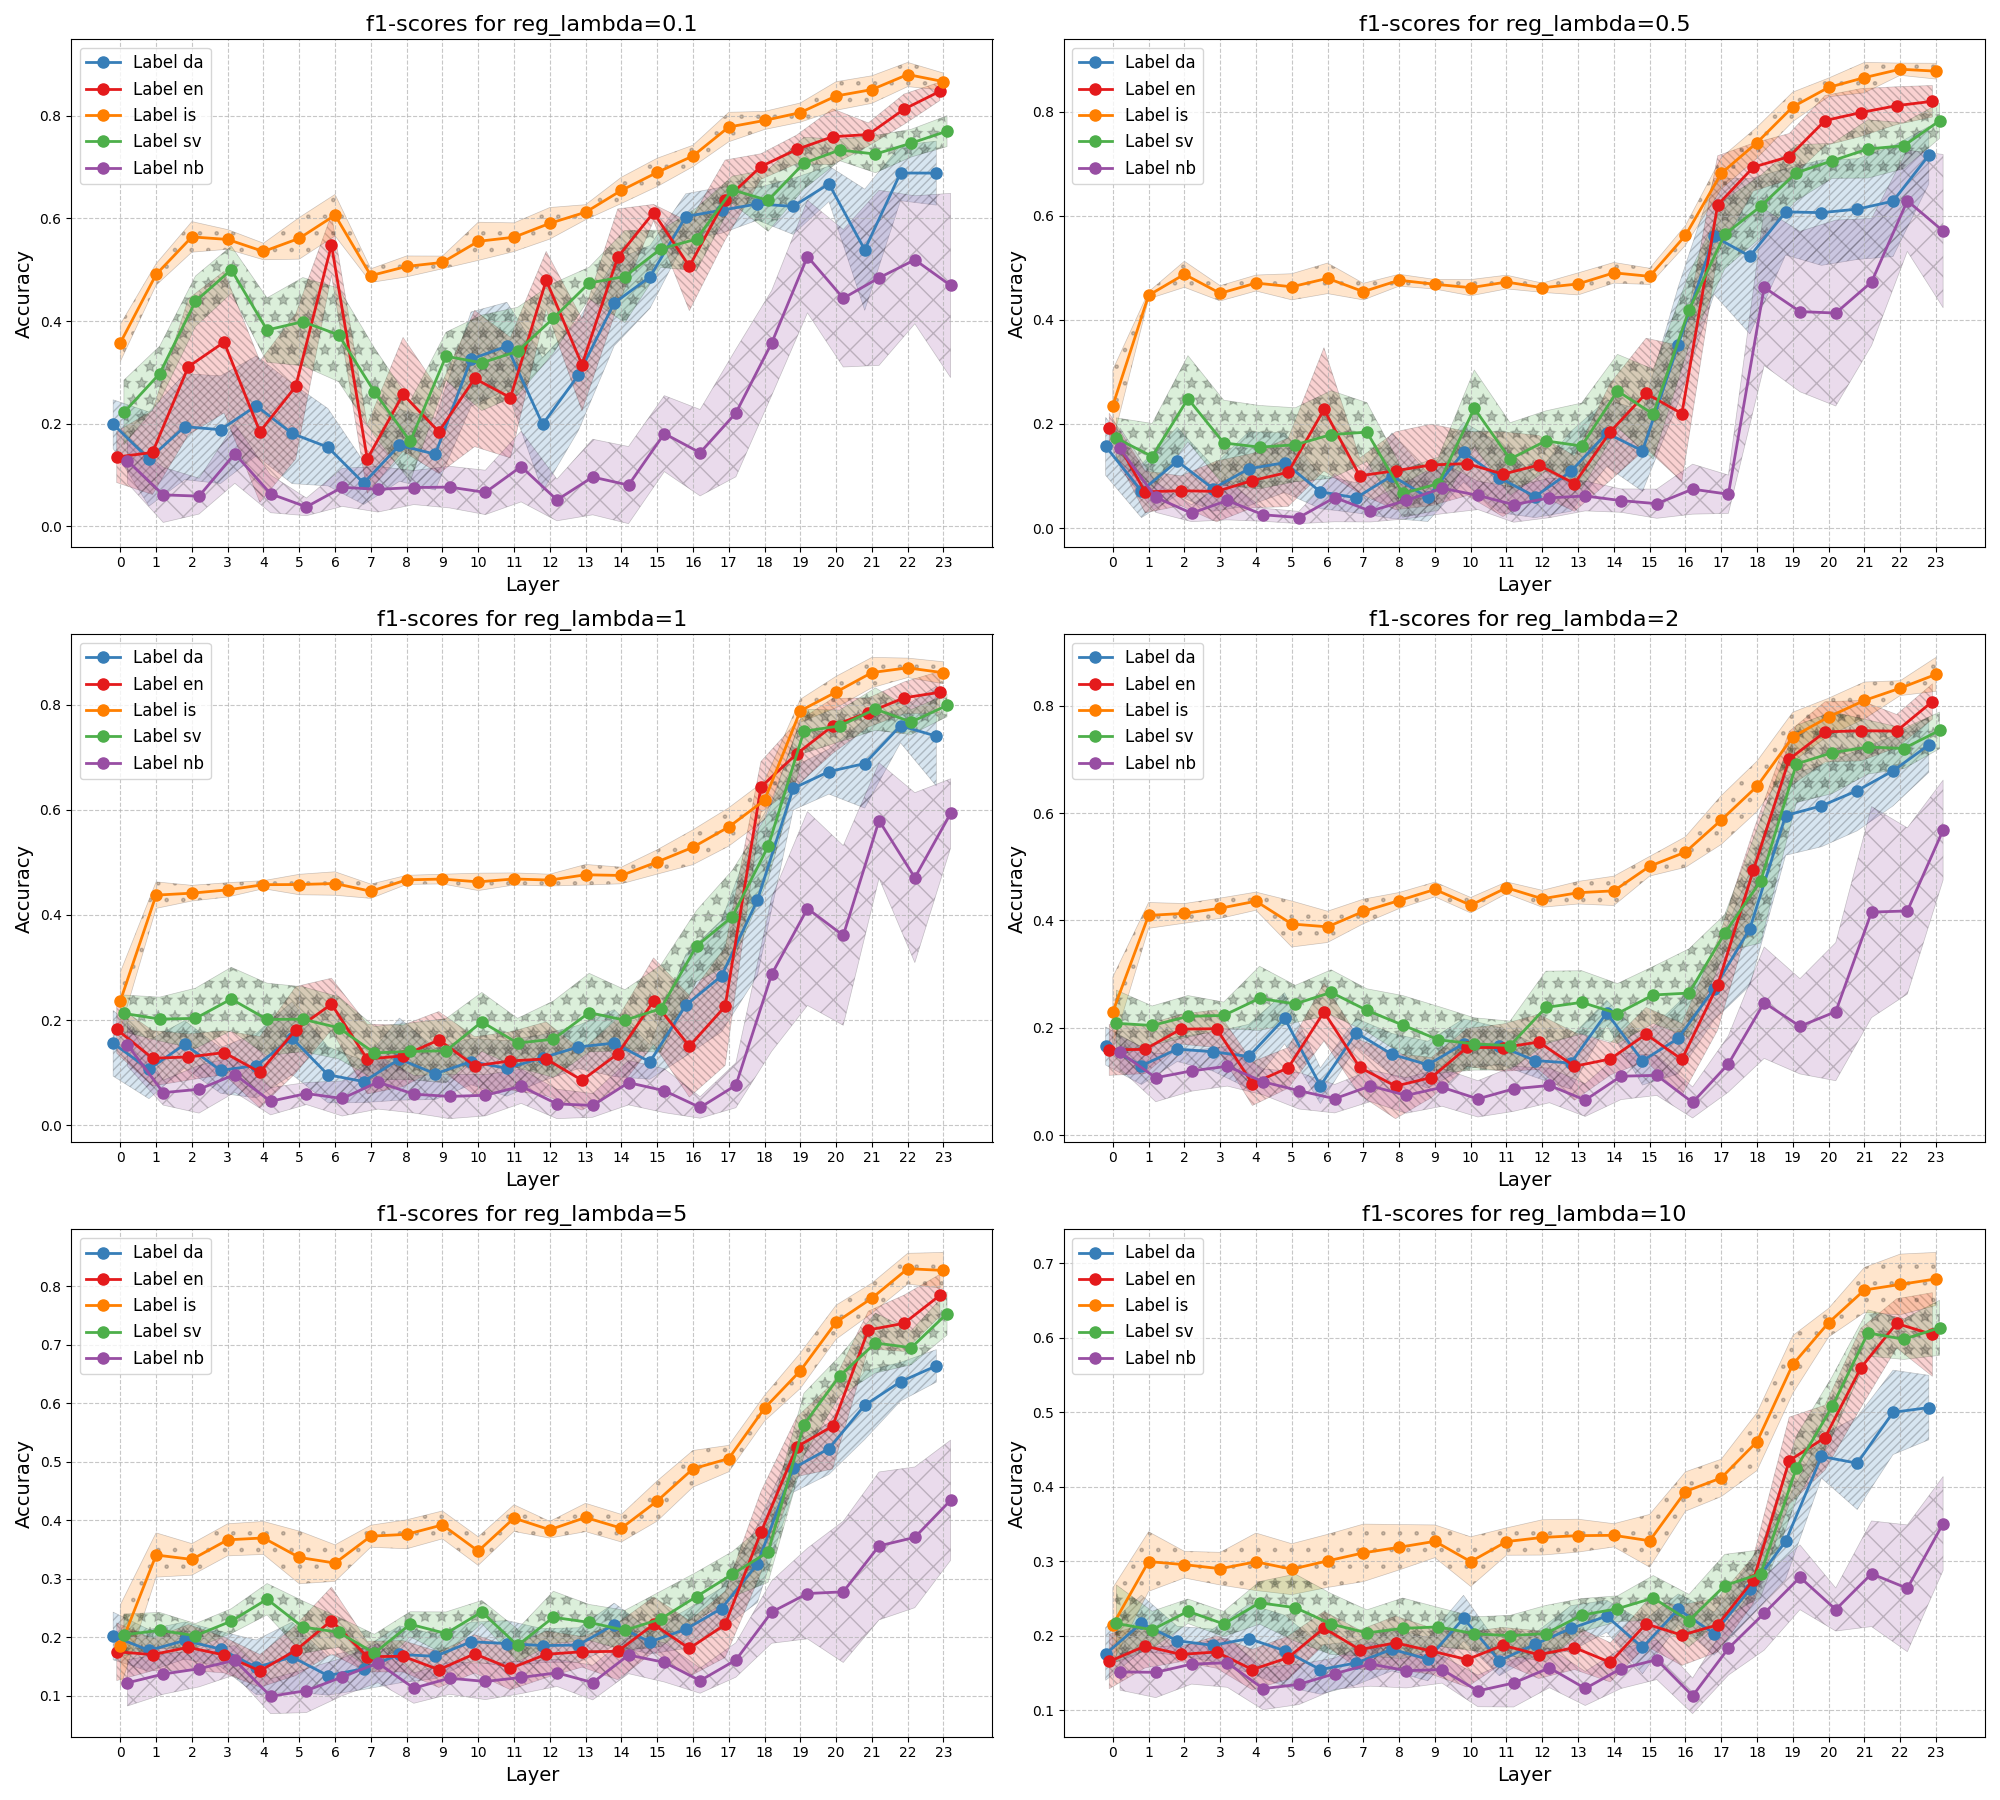 f1-scores for reg_lambda=0.1
Accuracy
0.8
0.6
0.4
0.2
0.0
Label da
Label en
Label is
Label sv
Label nb
0 1 2 3 4 5 6 7 8 9 10 11 12 13 14 15 16 17 18 19 20 21 22 23
Layer
f1-scores for reg_lambda=0.5
Accuracy
0.8
0.6
0.4
0.2
0.0
Label da
Label en
Label is
Label sv
Label nb
0 1 2 3 4 5 6 7 8 9 10 11 12 13 14 15 16 17 18 19 20 21 22 23
Layer
f1-scores for reg_lambda=1
Accuracy
0.8
0.6
0.4
0.2
0.0
Label da
Label en
Label is
Label sv
Label nb
0 1 2 3 4 5 6 7 8 9 10 11 12 13 14 15 16 17 18 19 20 21 22 23
Layer
f1-scores for reg_lambda=2
Accuracy
0.8
0.6
0.4
0.2
0.0
Label da
Label en
Label is
Label sv
Label nb
0 1 2 3 4 5 6 7 8 9 10 11 12 13 14 15 16 17 18 19 20 21 22 23
Layer
f1-scores for reg_lambda=5
Accuracy
0.8
0.7
0.6
0.5
0.4
0.3
0.2
0.1
Label da
Label en
Label is
Label sv
Label nb
0 1 2 3 4 5 6 7 8 9 10 11 12 13 14 15 16 17 18 19 20 21 22 23
Layer
f1-scores for reg_lambda=10
Accuracy
0.7
0.6
0.5
0.4
0.3
0.2
0.1
Label da
Label en
Label is
Label sv
Label nb
0 1 2 3 4 5 6 7 8 9 10 11 12 13 14 15 16 17 18 19 20 21 22 23
Layer